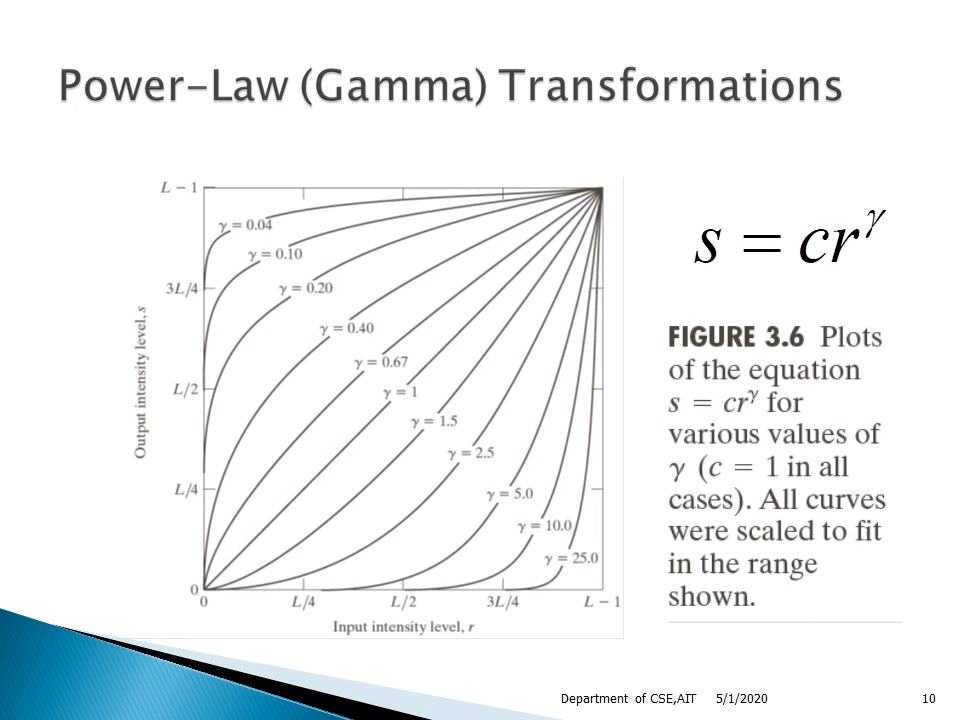 Power-Law (Gamma) Transformations
L − 1
γ = 0.04
γ = 0.10
3L/4
γ = 0.20
γ = 0.40
γ = 0.67
L/2
γ = 1
γ = 1.5
γ = 2.5
L/4
γ = 5.0
γ = 10.0
γ = 25.0
0
0
L/4
L/2
3L/4
L − 1
Output intensity level, s
Input intensity level, r
s = cr^γ
FIGURE 3.6 Plots
of the equation
s = cr^γ for
various values of
γ (c = 1 in all
cases). All curves
were scaled to fit
in the range
shown.
Department of CSE,AIT 5/1/2020 10